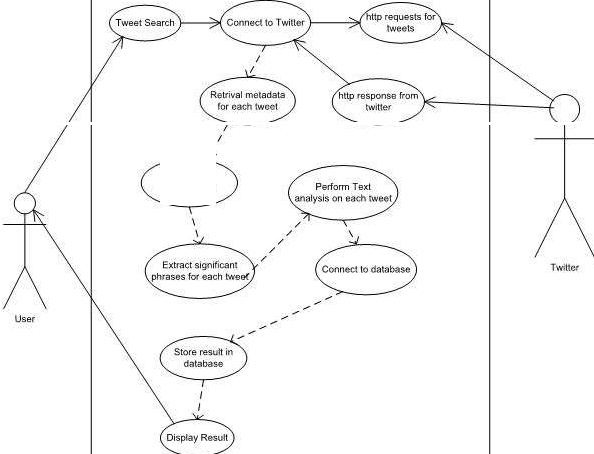 Tweet Search
Connect to Twitter
http requests for
tweets
Retrival metadata
for each tweet
http response from
twitter
Perform Text
analysis on each tweet
Extract significant
phrases for each tweet
Connect to database
Twitter
User
Store result in
database
Display Result